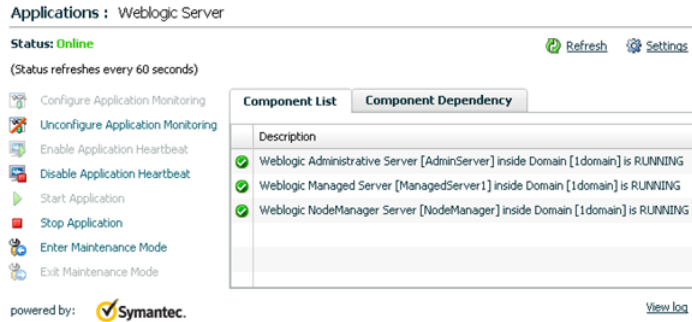 Applications : Weblogic Server
Status: Online
Refresh
Settings
(Status refreshes every 60 seconds)
Configure Application Monitoring
Unconfigure Application Monitoring
Enable Application Heartbeat
Disable Application Heartbeat
Start Application
Stop Application
Enter Maintenance Mode
Exit Maintenance Mode
Component List
Component Dependency
Description
Weblogic Administrative Server [AdminServer] inside Domain [1domain] is RUNNING
Weblogic Managed Server [ManagedServer1] inside Domain [1domain] is RUNNING
Weblogic NodeManager Server [NodeManager] inside Domain [1domain] is RUNNING
powered by: Symantec.
View log